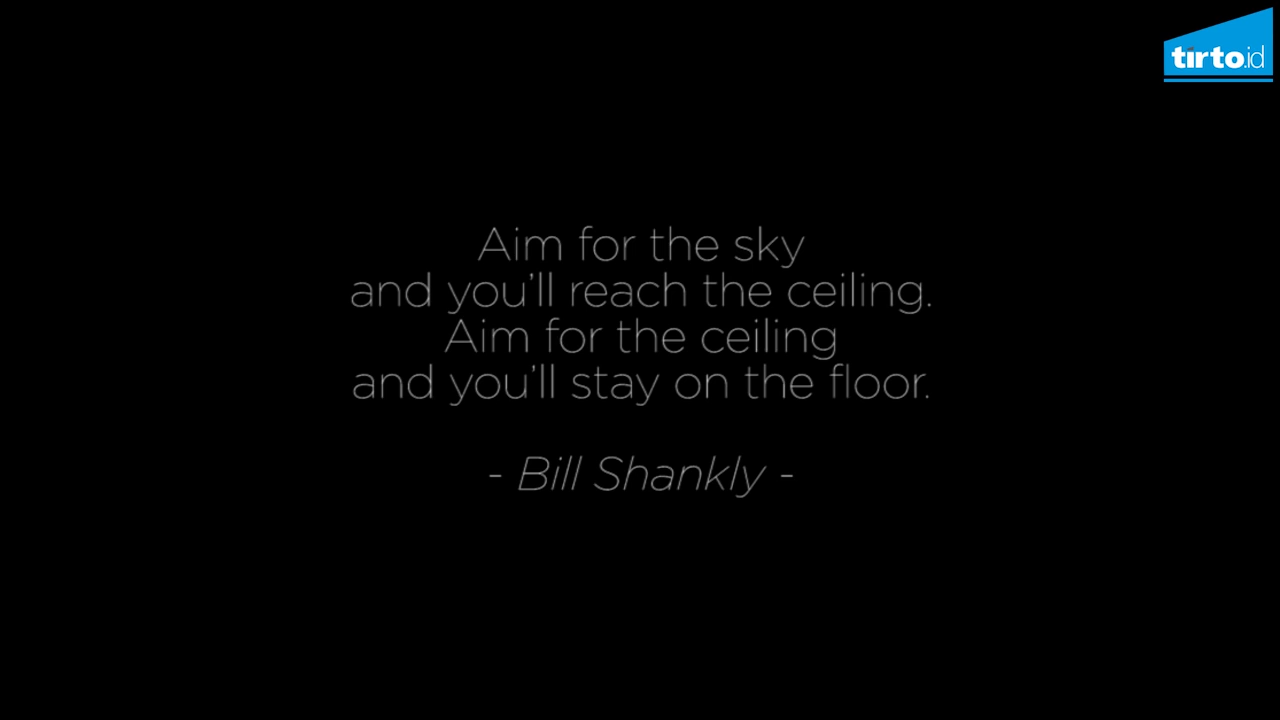 tirto.id
Aim for the sky
and you'll reach the ceiling.
Aim for the ceiling
and you'll stay on the floor.
- Bill Shankly -